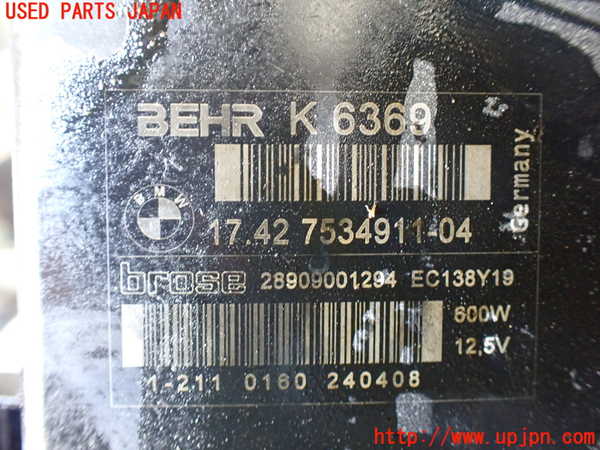 USED PARTS JAPAN
BEHR K 6369
BMW
17.42 7534911-04
Germany
brose 28909001294 EC138Y19
600W
12,5V
1-211 0160 240408
http://www.upjpn.com/